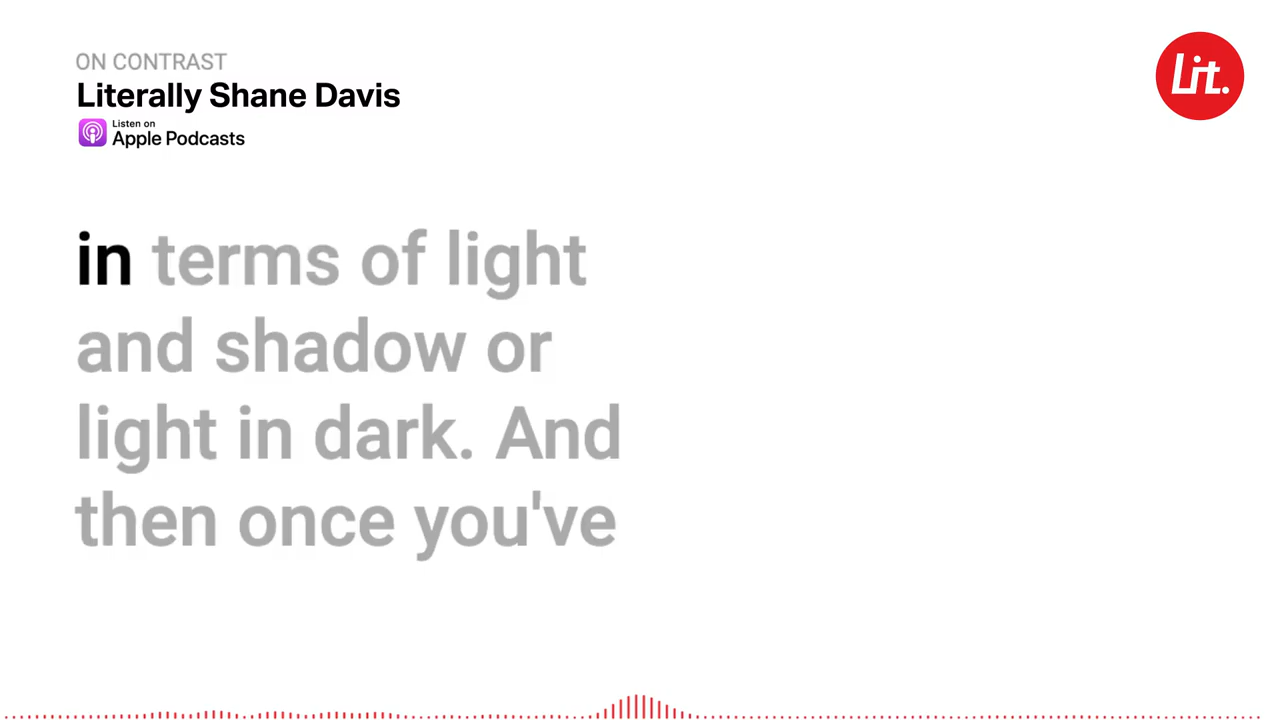 ON CONTRAST
Literally Shane Davis
Listen on
Apple Podcasts
Lit.
in terms of light
and shadow or
light in dark. And
then once you've